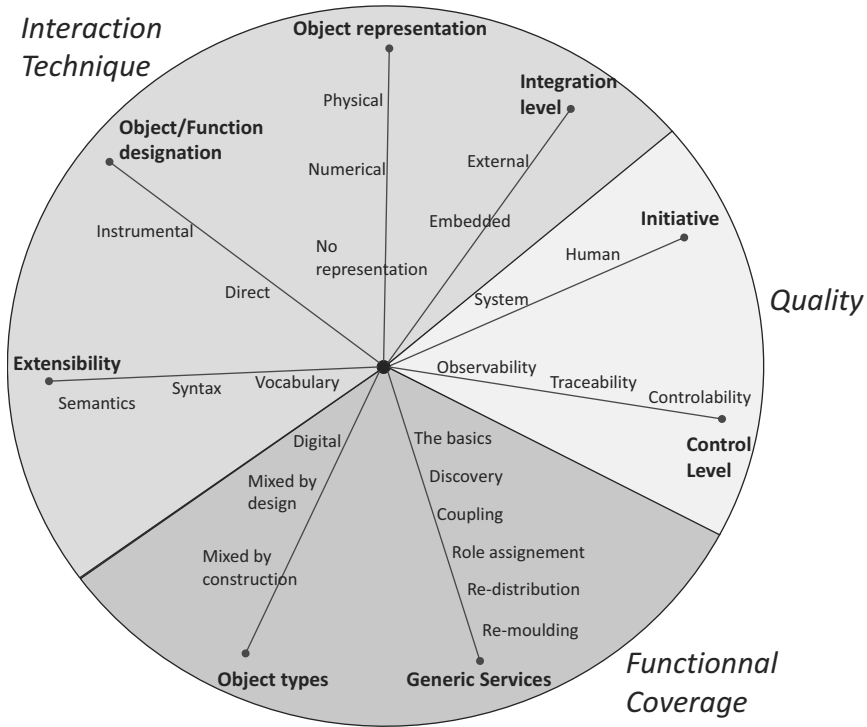 Interaction
Technique
Object representation
Physical
Numerical
No
representation
Integration
level
External
Embedded
Object/Function
designation
Instrumental
Direct
Extensibility
Semantics
Syntax
Vocabulary
Initiative
Human
System
Quality
Observability
Traceability
Controlability
Control
Level
Digital
Mixed by
design
Mixed by
construction
Object types
The basics
Discovery
Coupling
Role assignement
Re-distribution
Re-moulding
Generic Services
Functionnal
Coverage